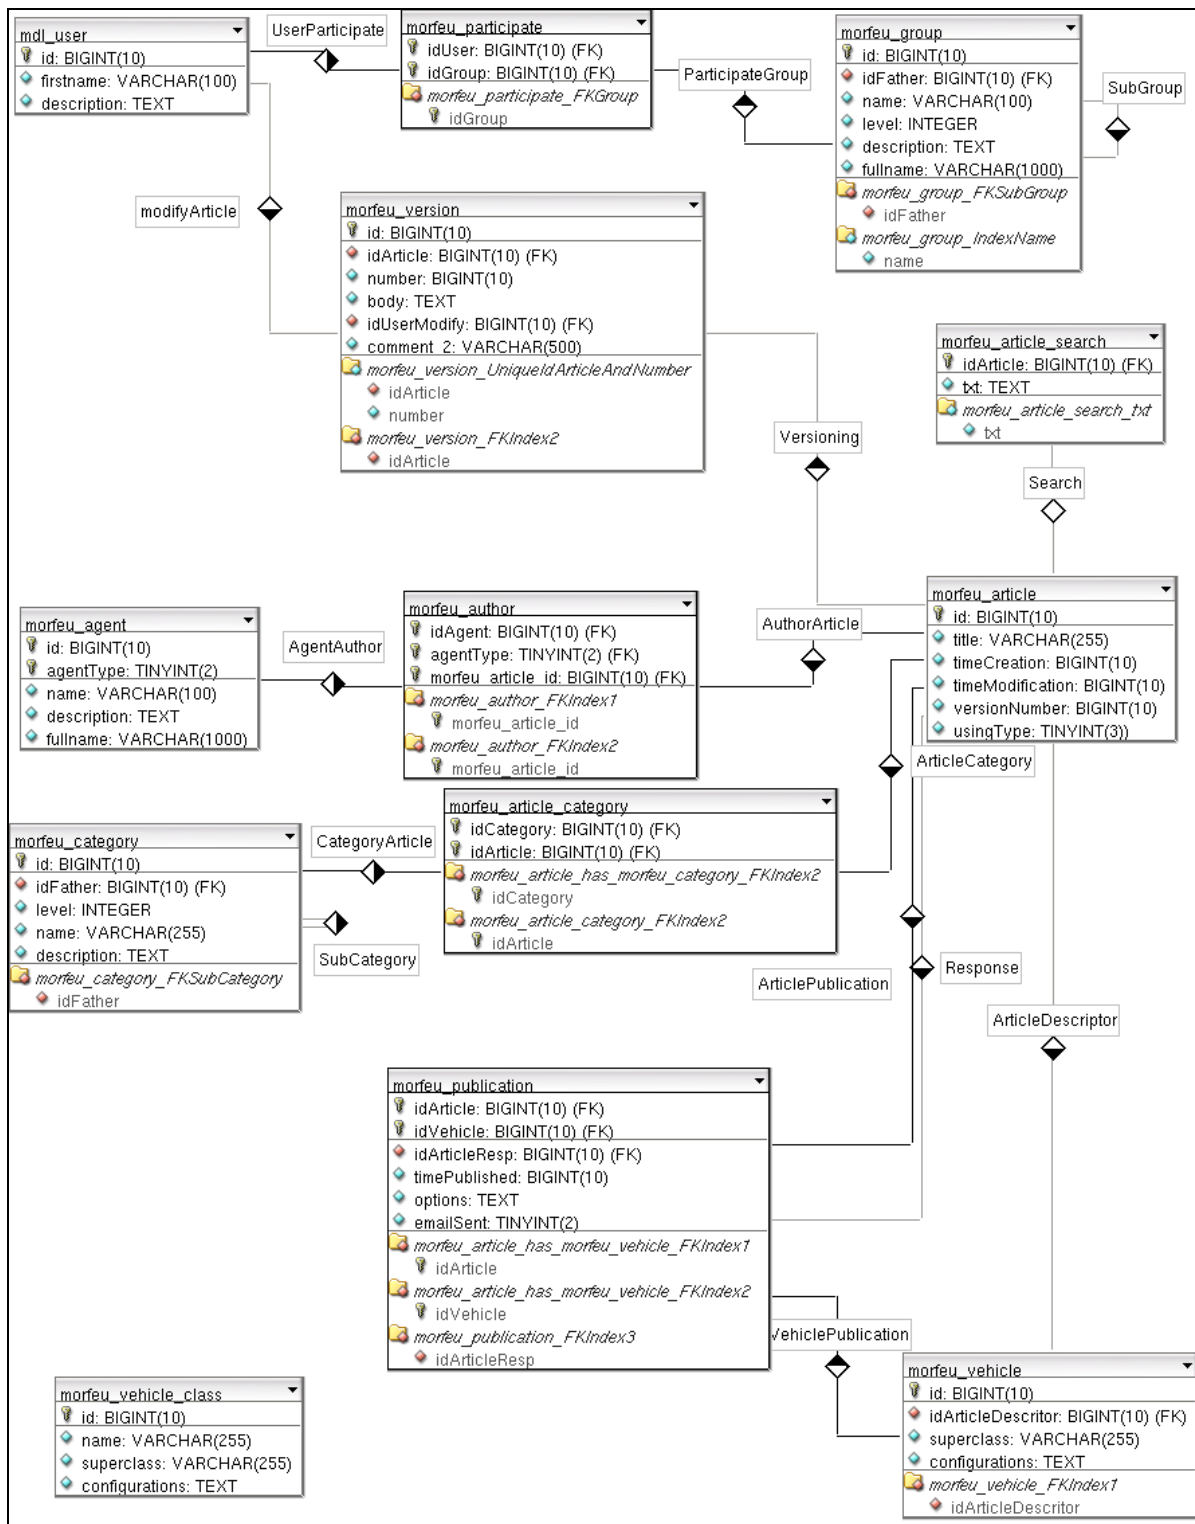 mdl_user
id: BIGINT(10)
firstname: VARCHAR(100)
description: TEXT
UserParticipate
morfeu_participate
idUser: BIGINT(10) (FK)
idGroup: BIGINT(10) (FK)
morfeu_participate_FKGroup
idGroup
ParticipateGroup
morfeu_group
id: BIGINT(10)
idFather: BIGINT(10) (FK)
name: VARCHAR(100)
level: INTEGER
description: TEXT
fullname: VARCHAR(1000)
morfeu_group_FKSubGroup
idFather
morfeu_group_IndexName
name
SubGroup
modifyArticle
morfeu_version
id: BIGINT(10)
idArticle: BIGINT(10) (FK)
number: BIGINT(10)
body: TEXT
idUserModify: BIGINT(10) (FK)
comment_2: VARCHAR(500)
morfeu_version_UniqueIdArticleAndNumber
idArticle
number
morfeu_version_FKIndex2
idArticle
Versioning
morfeu_article_search
idArticle: BIGINT(10) (FK)
txt: TEXT
morfeu_article_search_txt
txt
Search
morfeu_agent
id: BIGINT(10)
agentType: TINYINT(2)
name: VARCHAR(100)
description: TEXT
fullname: VARCHAR(1000)
AgentAuthor
morfeu_author
idAgent: BIGINT(10) (FK)
agentType: TINYINT(2) (FK)
morfeu_article_id: BIGINT(10) (FK)
morfeu_author_FKIndex1
morfeu_article_id
morfeu_author_FKIndex2
morfeu_article_id
AuthorArticle
morfeu_article
id: BIGINT(10)
title: VARCHAR(255)
timeCreation: BIGINT(10)
timeModification: BIGINT(10)
versionNumber: BIGINT(10)
usingType: TINYINT(3))
ArticleCategory
morfeu_category
id: BIGINT(10)
idFather: BIGINT(10) (FK)
level: INTEGER
name: VARCHAR(255)
description: TEXT
morfeu_category_FKSubCategory
idFather
CategoryArticle
SubCategory
morfeu_article_category
idCategory: BIGINT(10) (FK)
idArticle: BIGINT(10) (FK)
morfeu_article_has_morfeu_category_FKIndex2
idCategory
morfeu_article_category_FKIndex2
idArticle
ArticlePublication
Response
ArticleDescriptor
morfeu_publication
idArticle: BIGINT(10) (FK)
idVehicle: BIGINT(10) (FK)
idArticleResp: BIGINT(10) (FK)
timePublished: BIGINT(10)
options: TEXT
emailSent: TINYINT(2)
morfeu_article_has_morfeu_vehicle_FKIndex1
idArticle
morfeu_article_has_morfeu_vehicle_FKIndex2
idVehicle
morfeu_publication_FKIndex3
idArticleResp
VehiclePublication
morfeu_vehicle_class
id: BIGINT(10)
name: VARCHAR(255)
superclass: VARCHAR(255)
configurations: TEXT
morfeu_vehicle
id: BIGINT(10)
idArticleDescritor: BIGINT(10) (FK)
superclass: VARCHAR(255)
configurations: TEXT
morfeu_vehicle_FKIndex1
idArticleDescritor